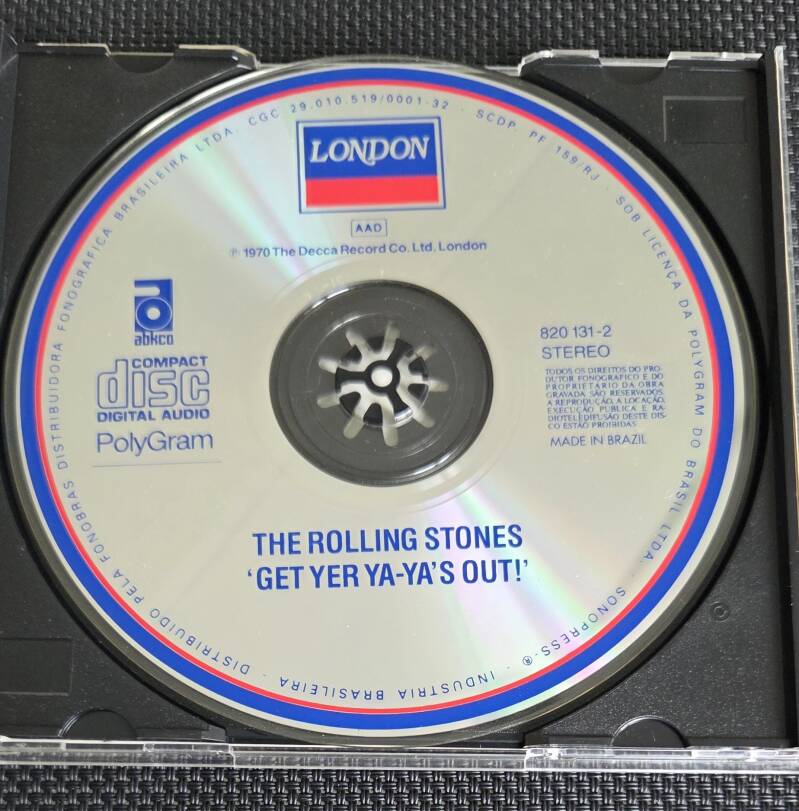 DISTRIBUIDO PELA FONOBRAS DISTRIBUIDORA FONOGRAFICA BRASILEIRA LTDA. CGC 29.010.519/0001-32 · SCDP PF 159/RJ · SOB LICENÇA DA POLYGRAM DO BRASIL LTDA. · SONOPRESS-® · INDUSTRIA BRASILEIRA ·
LONDON
AAD
℗ 1970 The Decca Record Co. Ltd. London
abkco
COMPACT
disc
DIGITAL AUDIO
PolyGram
820 131-2
STEREO
TODOS OS DIREITOS DO PRO-
DUTOR FONOGRAFICO E DO
PROPRIETARIO DA OBRA
GRAVADA SÃO RESERVADOS.
A REPRODUÇÃO, A LOCAÇÃO,
EXECUÇÃO PUBLICA E RA-
DIOTELEDIFUSÃO DESTE DIS-
CO ESTÃO PROIBIDAS
MADE IN BRAZIL
THE ROLLING STONES
‘GET YER YA-YA’S OUT!’